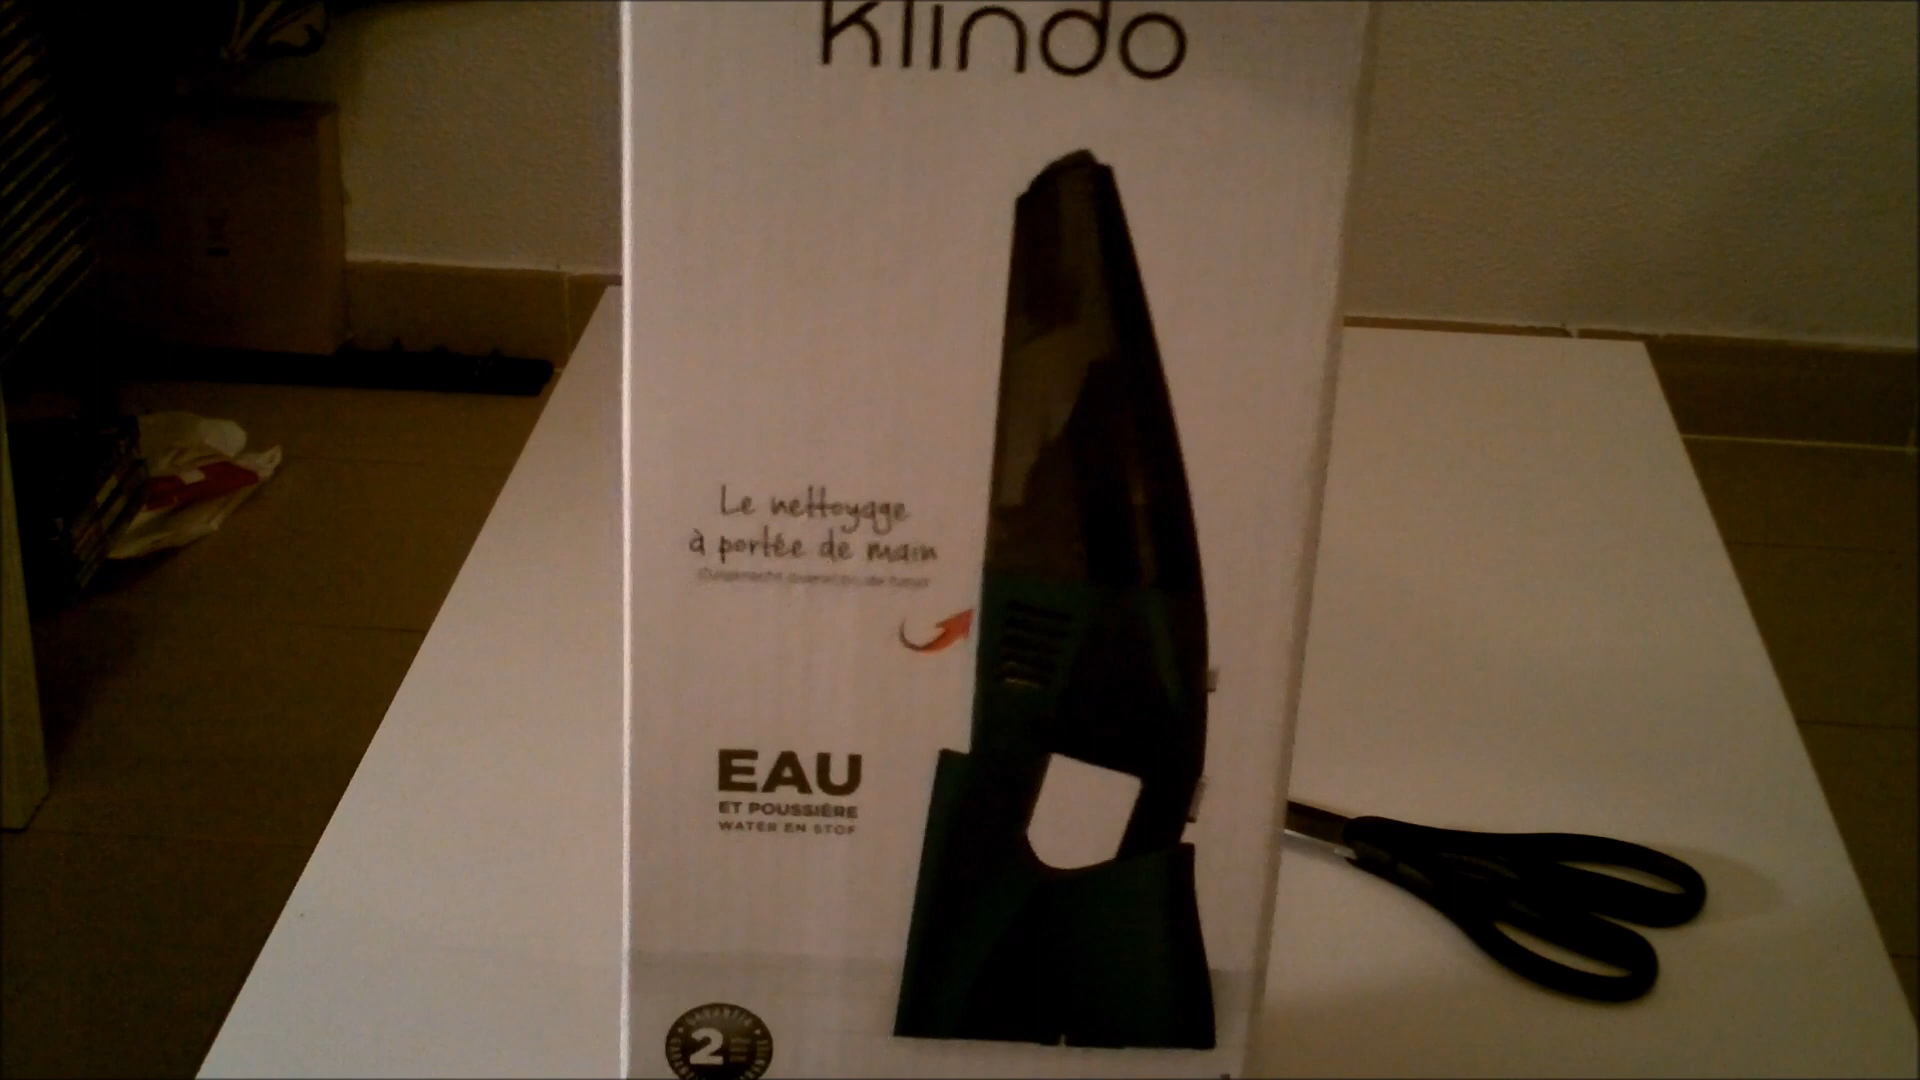 klindo
Le nettoyage
à portée de main
EAU
ET POUSSIÈRE
WATER EN STOF
2